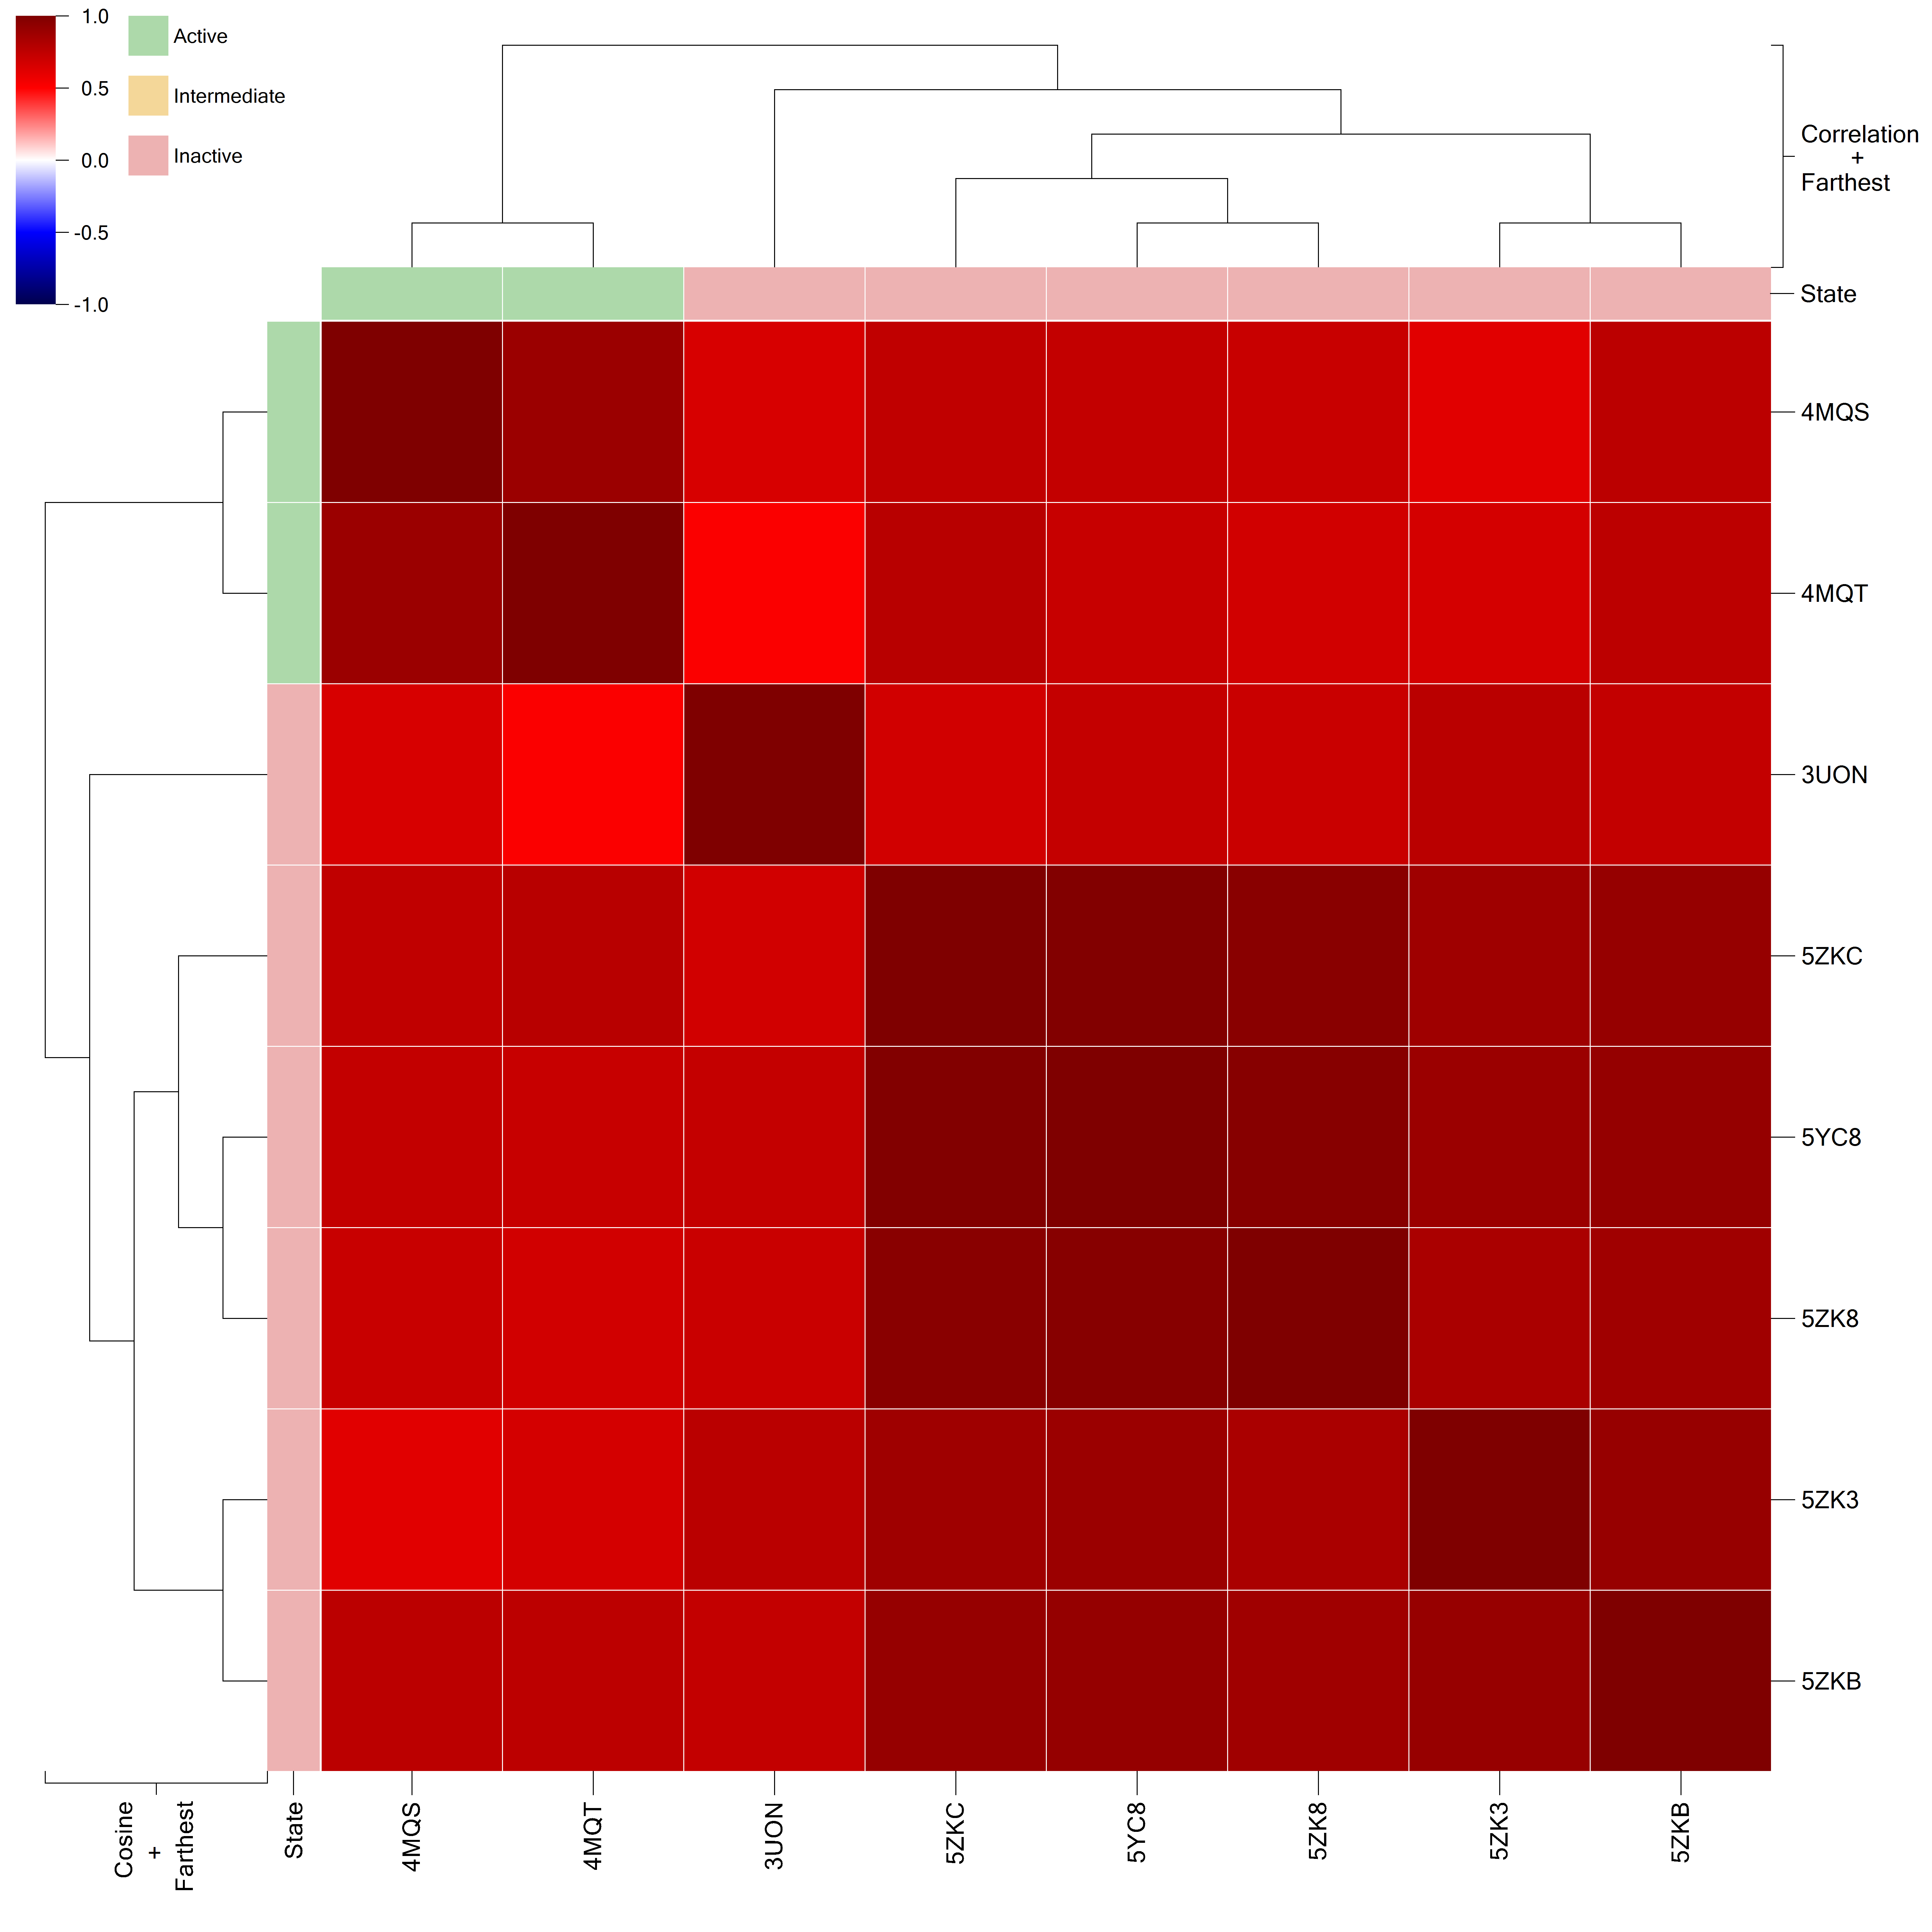 1.0
0.5
0.0
-0.5
-1.0
Active
Intermediate
Inactive
Correlation
+
Farthest
State
4MQS
4MQT
3UON
5ZKC
5YC8
5ZK8
5ZK3
5ZKB
Cosine
+
Farthest
State
4MQS
4MQT
3UON
5ZKC
5YC8
5ZK8
5ZK3
5ZKB